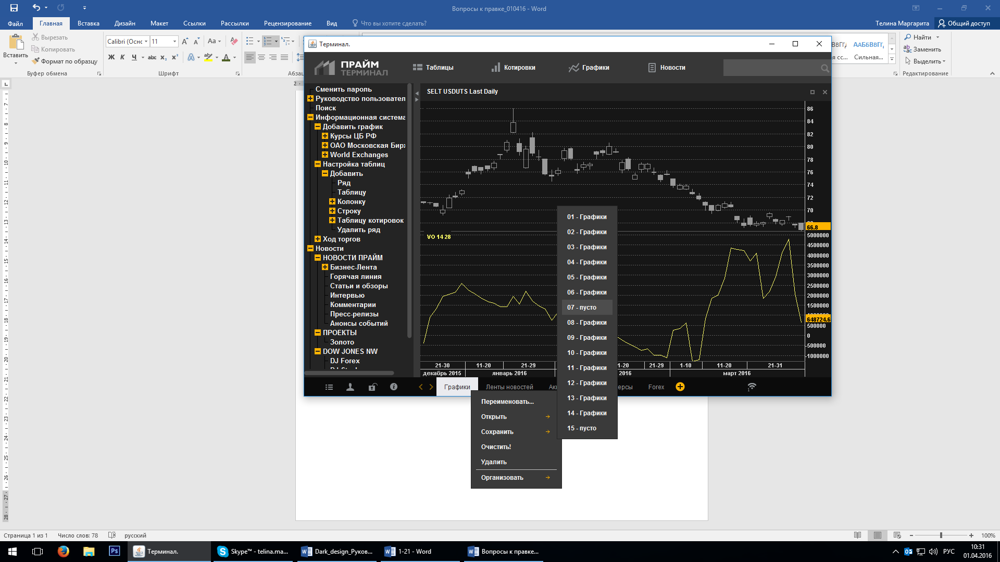 Вопросы к правке_010416 - Word
Файл
Главная
Вставка
Дизайн
Макет
Ссылки
Рассылки
Рецензирование
Вид
Что вы хотите сделать?
Телина Маргарита
Общий доступ
Вставить
Вырезать
Копировать
Формат по образцу
Буфер обмена
Calibri (Оснс
11
Ж К Ч abc x₂ x²
Шрифт
Абзац
АаБбВвГг,
Сильная...
Найти
Заменить
Выделить
Редактирование
Терминал.
ПРАЙМ
ТЕРМИНАЛ
Таблицы
Котировки
Графики
Новости
Сменить пароль
Руководство пользовател
Поиск
Информационная система
Добавить график
Курсы ЦБ РФ
ОАО Московская Бирж
World Exchanges
Настройка таблиц
Добавить
Ряд
Таблицу
Колонку
Строку
Таблицу котировок
Удалить ряд
Ход торгов
Новости
НОВОСТИ ПРАЙМ
Бизнес-Лента
Горячая линия
Статьи и обзоры
Интервью
Комментарии
Пресс-релизы
Анонсы событий
ПРОЕКТЫ
Золото
DOW JONES NW
DJ Forex
SELT USDUTS Last Daily
86
84
82
80
78
76
74
72
70
66.8
VO 14 28
5000000
4500000
4000000
3500000
3000000
2500000
2000000
1500000
648724.6
500000
0
-500000
-1000000
21-30
11-20
21-29
1-20
21-29
1-10
11-20
21-31
декабрь 2015
январь 2016
2016
март 2016
Графики
Ленты новостей
Forex
1
Переименовать...
Открыть
Сохранить
Очистить!
Удалить
Организовать
01 - Графики
02 - Графики
03 - Графики
04 - Графики
05 - Графики
06 - Графики
07 - пусто
08 - Графики
09 - Графики
10 - Графики
11 - Графики
12 - Графики
13 - Графики
14 - Графики
15 - пусто
Страница 1 из 1
Число слов: 78
русский
100%
Терминал.
Skype™ - telina.ma...
Dark_design_Руков...
1-21 - Word
Вопросы к правке...
РУС
10:31
01.04.2016